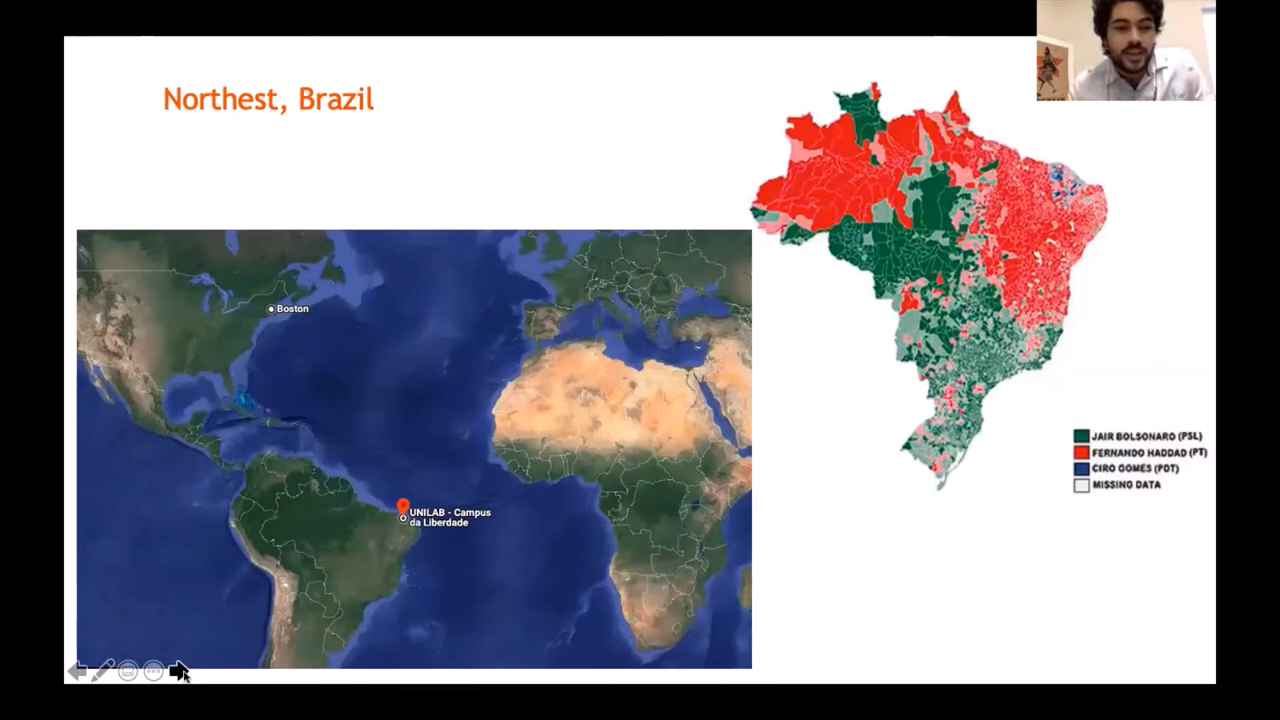 Northest, Brazil
Boston
UNILAB - Campus
da Liberdade
JAIR BOLSONARO (PSL)
FERNANDO HADDAD (PT)
CIRO GOMES (PDT)
MISSING DATA